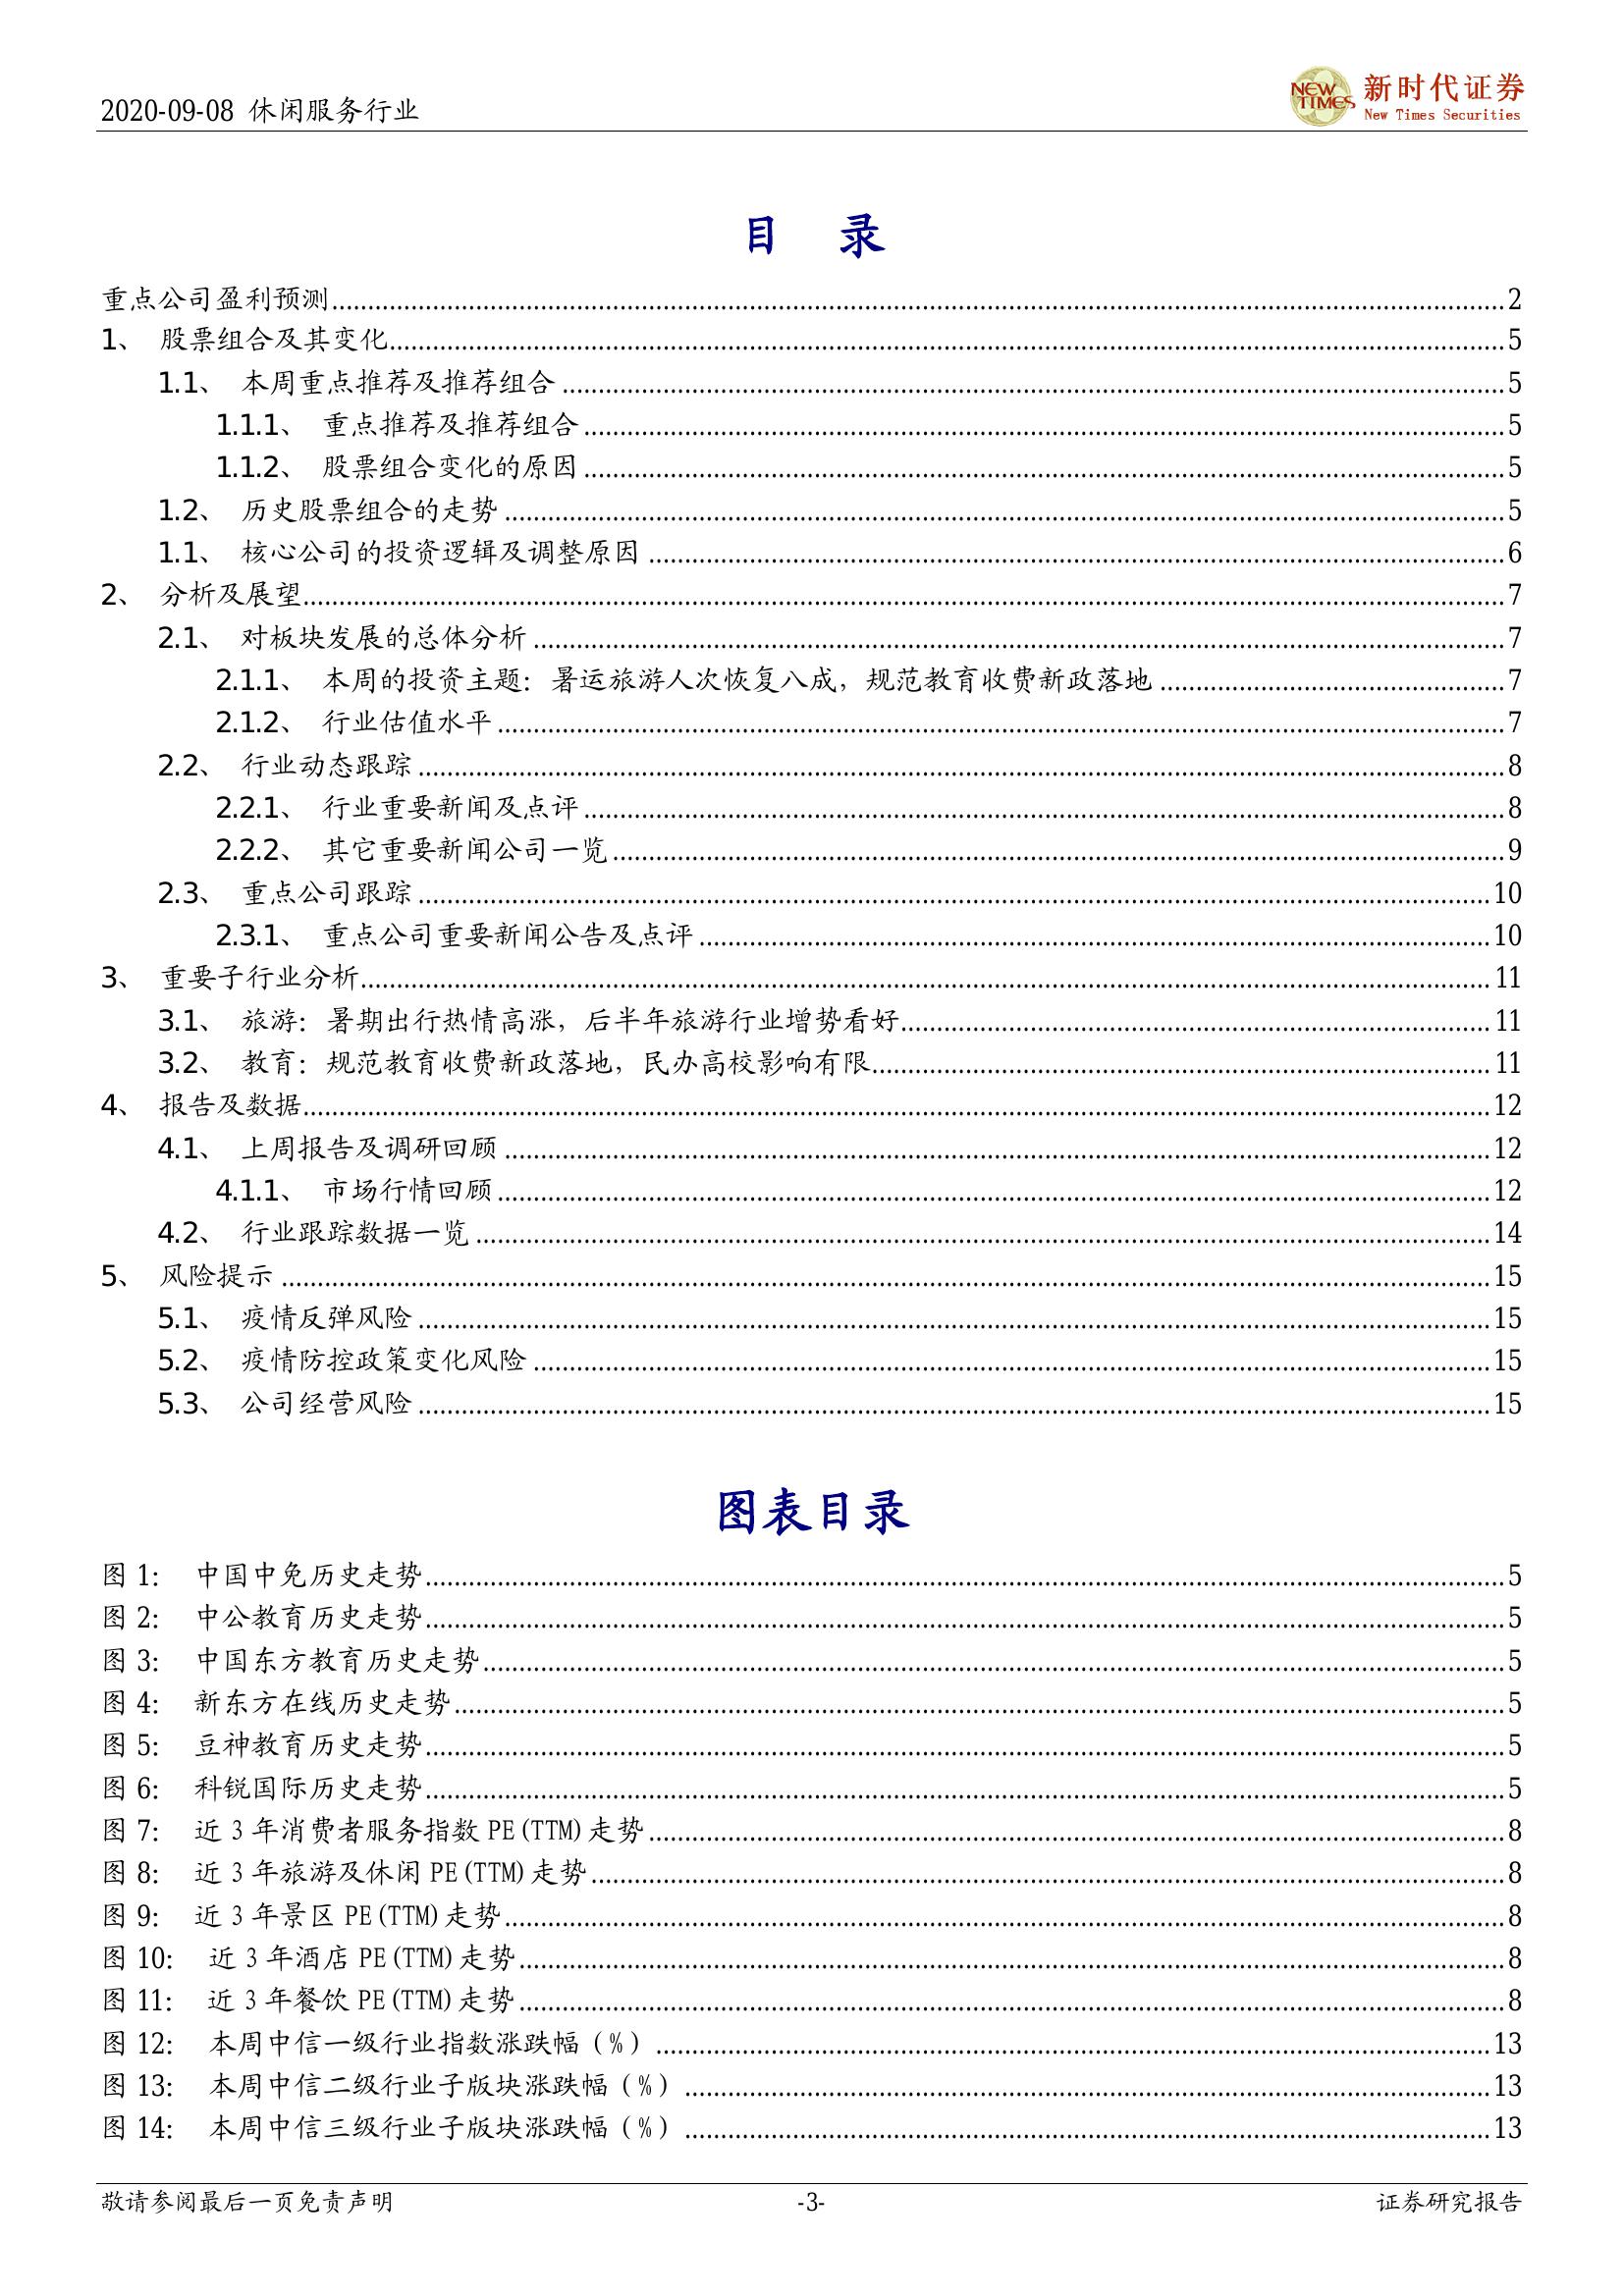 2020-09-08 休闲服务行业
NEW TIMES 新时代证券
New Times Securities
目 录
重点公司盈利预测 2
1、 股票组合及其变化 5
1.1、 本周重点推荐及推荐组合 5
1.1.1、 重点推荐及推荐组合 5
1.1.2、 股票组合变化的原因 5
1.2、 历史股票组合的走势 5
1.1、 核心公司的投资逻辑及调整原因 6
2、 分析及展望 7
2.1、 对板块发展的总体分析 7
2.1.1、 本周的投资主题：暑运旅游人次恢复八成，规范教育收费新政落地 7
2.1.2、 行业估值水平 7
2.2、 行业动态跟踪 8
2.2.1、 行业重要新闻及点评 8
2.2.2、 其它重要新闻公司一览 9
2.3、 重点公司跟踪 10
2.3.1、 重点公司重要新闻公告及点评 10
3、 重要子行业分析 11
3.1、 旅游：暑期出行热情高涨，后半年旅游行业增势看好 11
3.2、 教育：规范教育收费新政落地，民办高校影响有限 11
4、 报告及数据 12
4.1、 上周报告及调研回顾 12
4.1.1、 市场行情回顾 12
4.2、 行业跟踪数据一览 14
5、 风险提示 15
5.1、 疫情反弹风险 15
5.2、 疫情防控政策变化风险 15
5.3、 公司经营风险 15
图表目录
图 1: 中国中免历史走势 5
图 2: 中公教育历史走势 5
图 3: 中国东方教育历史走势 5
图 4: 新东方在线历史走势 5
图 5: 豆神教育历史走势 5
图 6: 科锐国际历史走势 5
图 7: 近 3 年消费者服务指数 PE(TTM)走势 8
图 8: 近 3 年旅游及休闲 PE(TTM)走势 8
图 9: 近 3 年景区 PE(TTM)走势 8
图 10: 近 3 年酒店 PE(TTM)走势 8
图 11: 近 3 年餐饮 PE(TTM)走势 8
图 12: 本周中信一级行业指数涨跌幅（%） 13
图 13: 本周中信二级行业子版块涨跌幅（%） 13
图 14: 本周中信三级行业子版块涨跌幅（%） 13
敬请参阅最后一页免责声明 -3- 证券研究报告